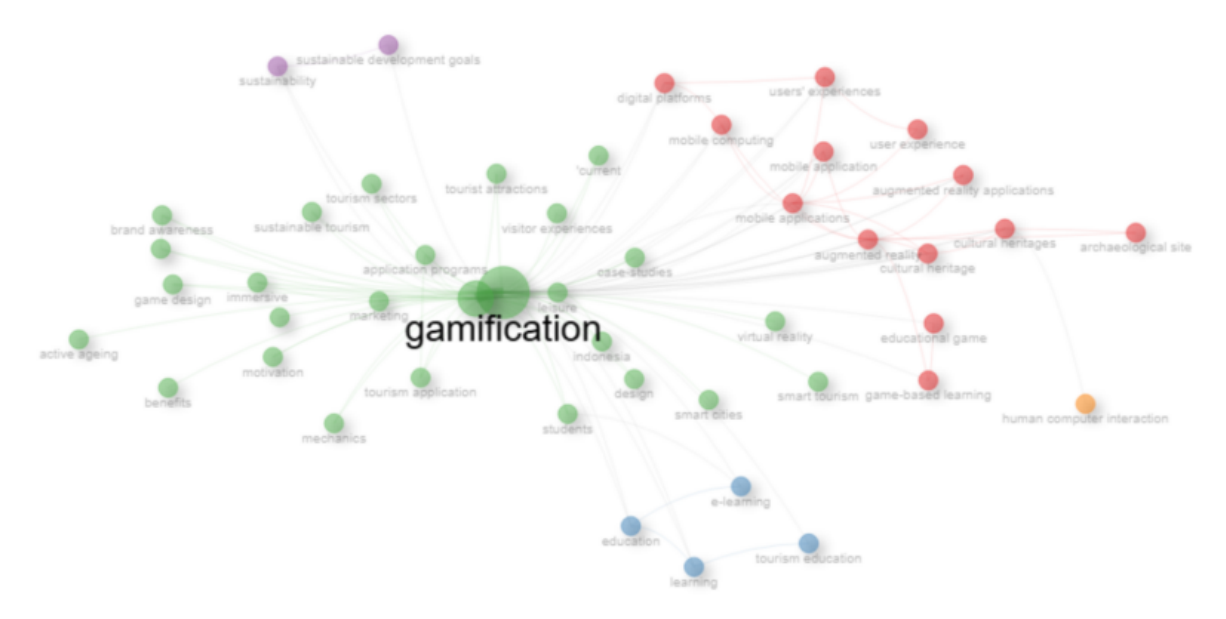 sustainable development goals
sustainability
users' experiences
digital platforms
mobile computing
user experience
mobile application
'current
tourist attractions
tourism sectors
augmented reality applications
mobile applications
brand awareness
sustainable tourism
visitor experiences
cultural heritages
archaeological site
augmented reality
cultural heritage
application programs
case-studies
game design
immersive
marketing
leisure
gamification
virtual reality
educational game
active ageing
indonesia
motivation
tourism application
design
smart tourism
game-based learning
benefits
smart cities
human computer interaction
mechanics
students
e-learning
education
tourism education
learning